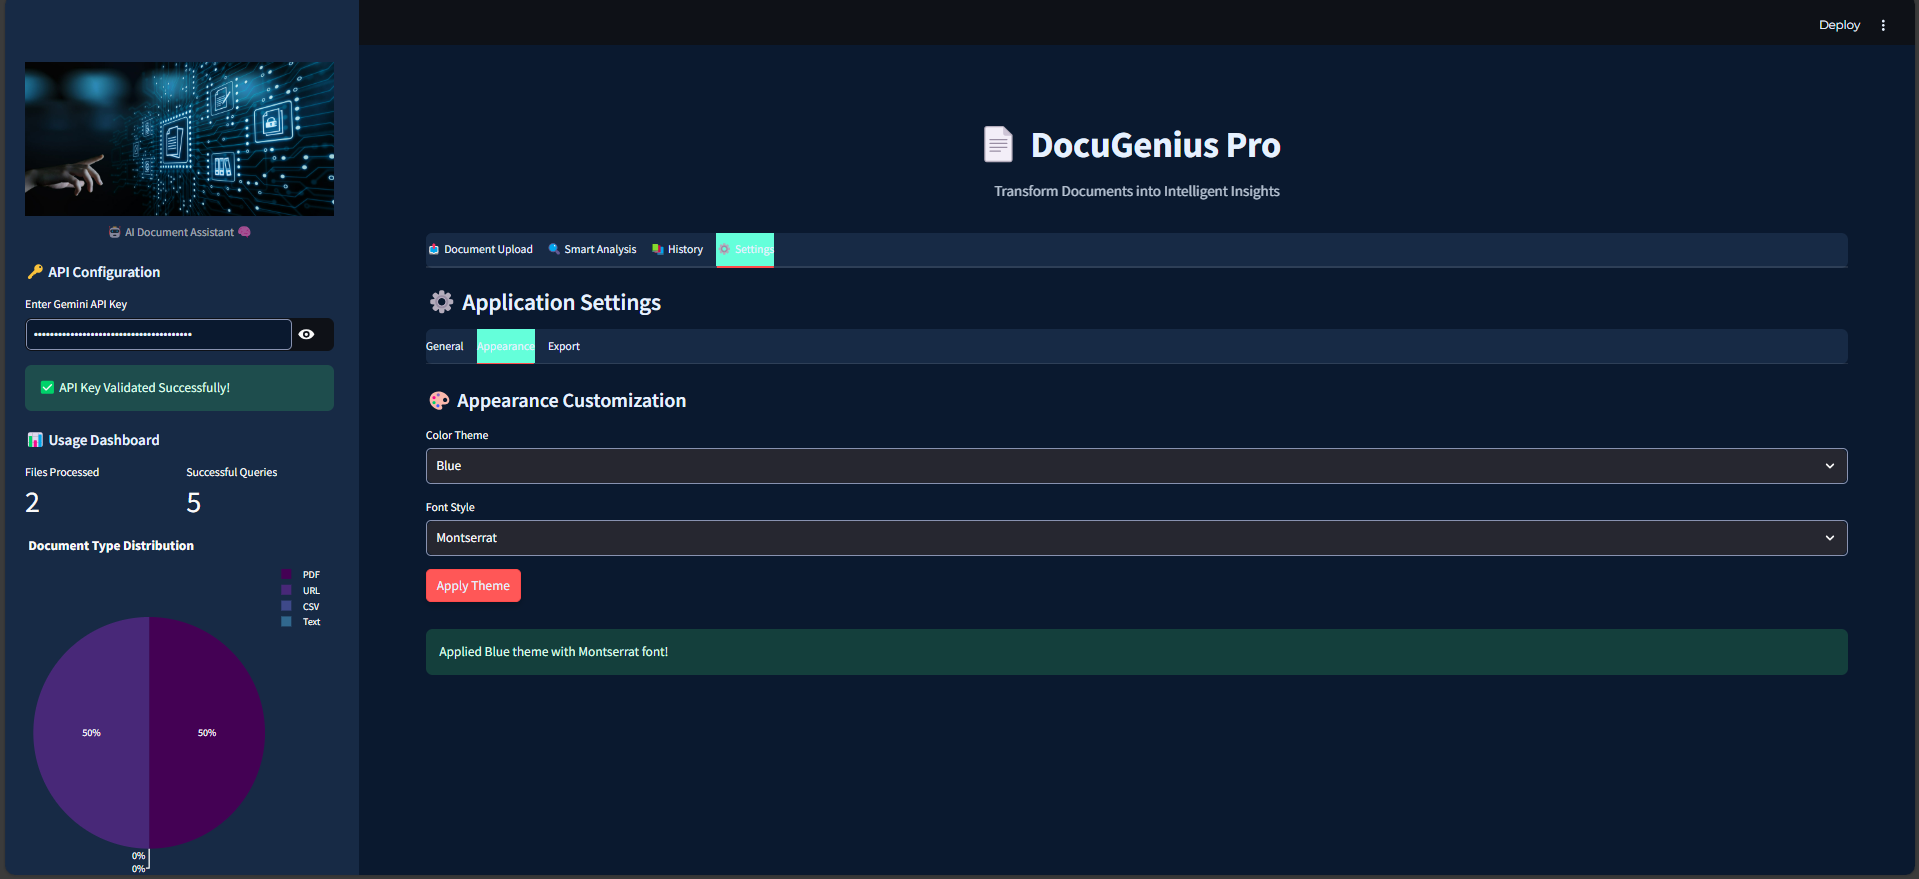 Deploy
AI Document Assistant
API Configuration
Enter Gemini API Key
••••••••••••••••••••••••••••••••••••••
API Key Validated Successfully!
Usage Dashboard
Files Processed
Successful Queries
2
5
Document Type Distribution
PDF
URL
CSV
Text
50%
50%
0%
0%
DocuGenius Pro
Transform Documents into Intelligent Insights
Document Upload
Smart Analysis
History
Settings
Application Settings
General
Appearance
Export
Appearance Customization
Color Theme
Blue
Font Style
Montserrat
Apply Theme
Applied Blue theme with Montserrat font!